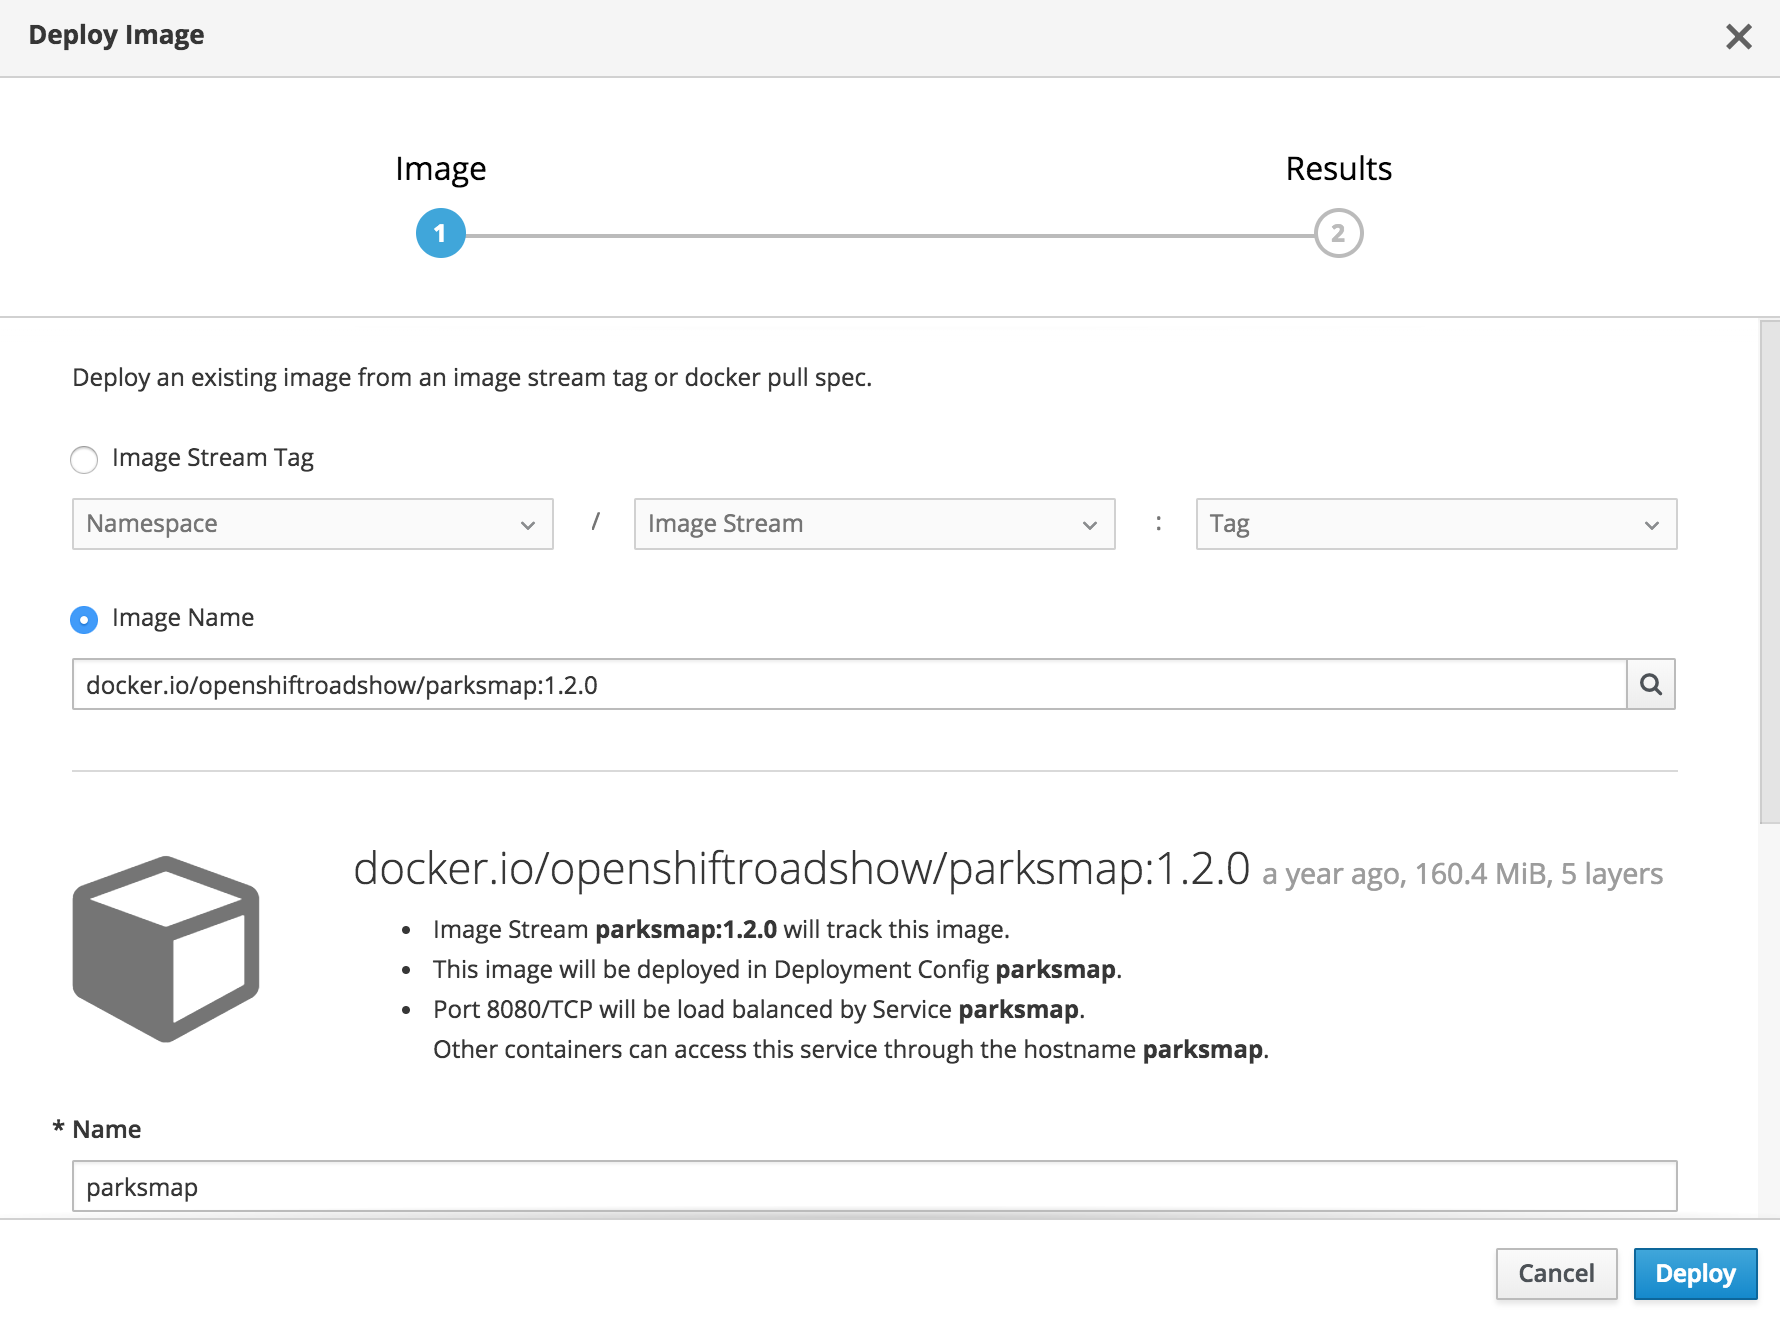 Deploy Image
Image
Results
1
2
Deploy an existing image from an image stream tag or docker pull spec.
Image Stream Tag
Namespace / Image Stream : Tag
Image Name
docker.io/openshiftroadshow/parksmap:1.2.0
docker.io/openshiftroadshow/parksmap:1.2.0 a year ago, 160.4 MiB, 5 layers
• Image Stream parksmap:1.2.0 will track this image.
• This image will be deployed in Deployment Config parksmap.
• Port 8080/TCP will be load balanced by Service parksmap.
Other containers can access this service through the hostname parksmap.
* Name
parksmap
Cancel
Deploy